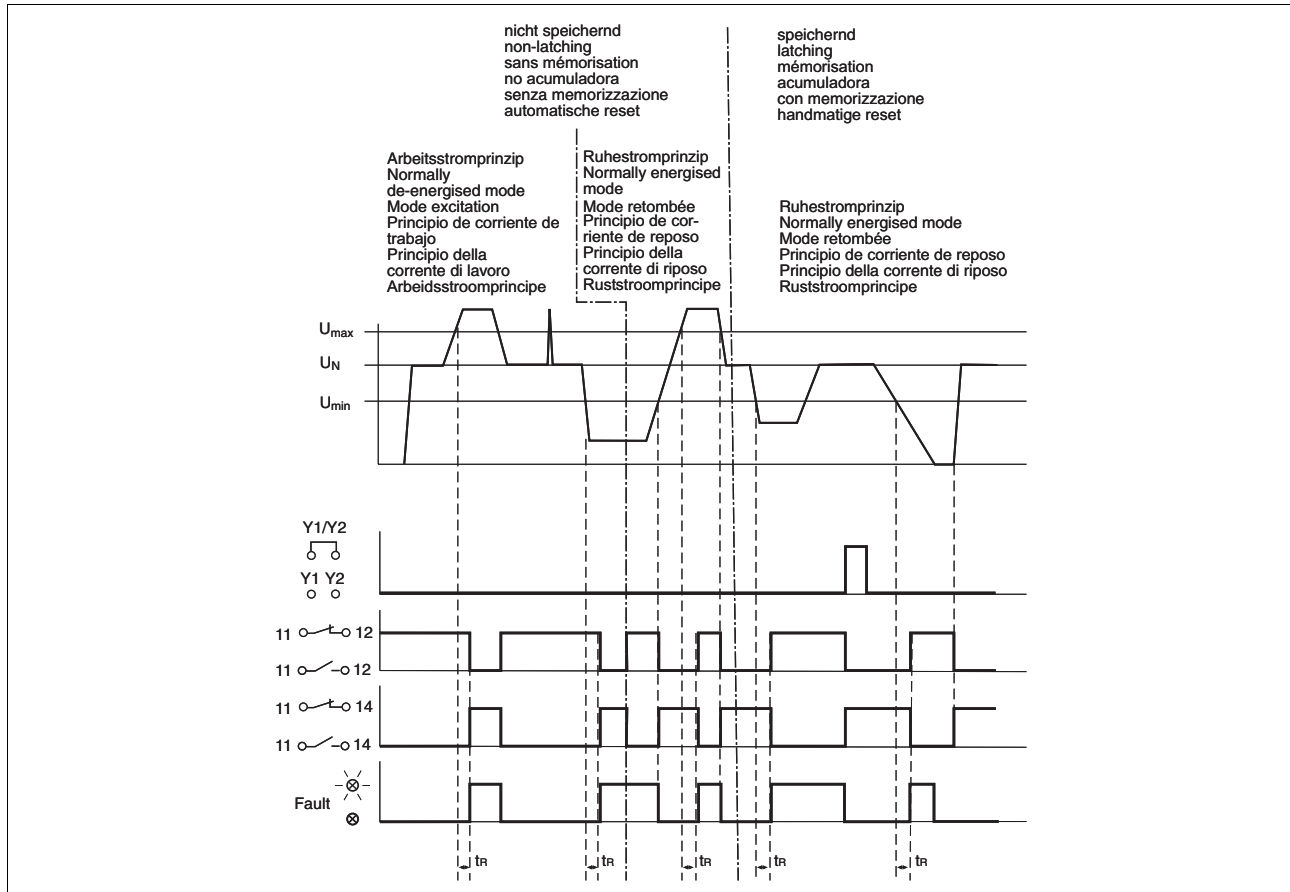 nicht speichernd
non-latching
sans mémorisation
no acumuladora
senza memorizzazione
automatische reset
speichernd
latching
mémorisation
acumuladora
con memorizzazione
handmatige reset
Arbeitsstromprinzip
Normally
de-energised mode
Mode excitation
Principio de corriente de
trabajo
Principio della
corrente di lavoro
Arbeidsstroomprincipe
Ruhestromprinzip
Normally energised
mode
Mode retombée
Principio de cor-
riente de reposo
Principio della
corrente di riposo
Ruststroomprincipe
Ruhestromprinzip
Normally energised mode
Mode retombée
Principio de corriente de reposo
Principio della corrente di riposo
Ruststroomprincipe
Umax
UN
Umin
Y1/Y2
Y1 Y2
11 12
11 12
11 14
11 14
Fault
tR tR tR tR tR